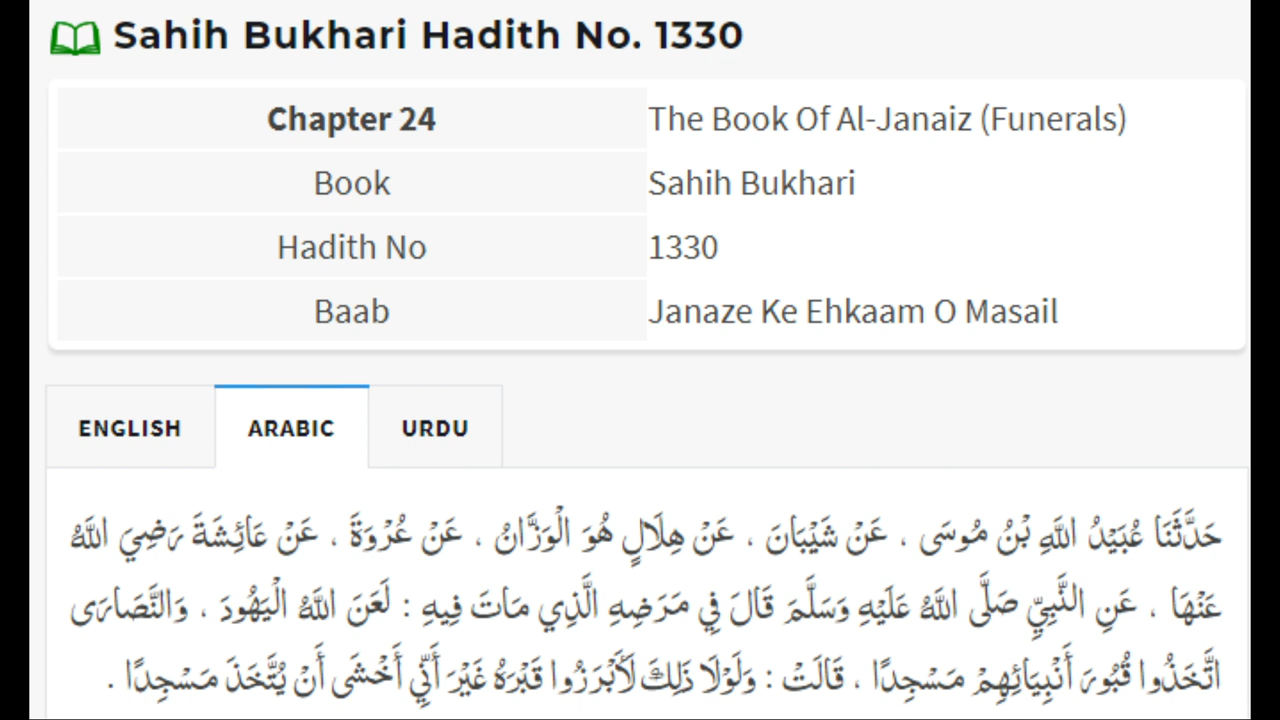 Sahih Bukhari Hadith No. 1330
Chapter 24 The Book Of Al-Janaiz (Funerals)
Book Sahih Bukhari
Hadith No 1330
Baab Janaze Ke Ehkaam O Masail
ENGLISH ARABIC URDU
حَدَّثَنَا عُبَيْدُ اللَّهِ بْنُ مُوسَى ، عَنْ شَيْبَانَ ، عَنْ هِلَالٍ هُوَ الْوَزَّانُ ، عَنْ عُرْوَةَ ، عَنْ عَائِشَةَ رَضِيَ اللَّهُ
عَنْهَا ، عَنِ النَّبِيِّ صَلَّى اللَّهُ عَلَيْهِ وَسَلَّمَ قَالَ فِي مَرَضِهِ الَّذِي مَاتَ فِيهِ : لَعَنَ اللَّهُ الْيَهُودَ ، وَالنَّصَارَى
اتَّخَذُوا قُبُورَ أَنْبِيَائِهِمْ مَسْجِدًا ، قَالَتْ : وَلَوْلَا ذَلِكَ لَأَبْرَزُوا قَبْرَهُ غَيْرَ أَنِّي أَخْشَى أَنْ يُتَّخَذَ مَسْجِدًا .